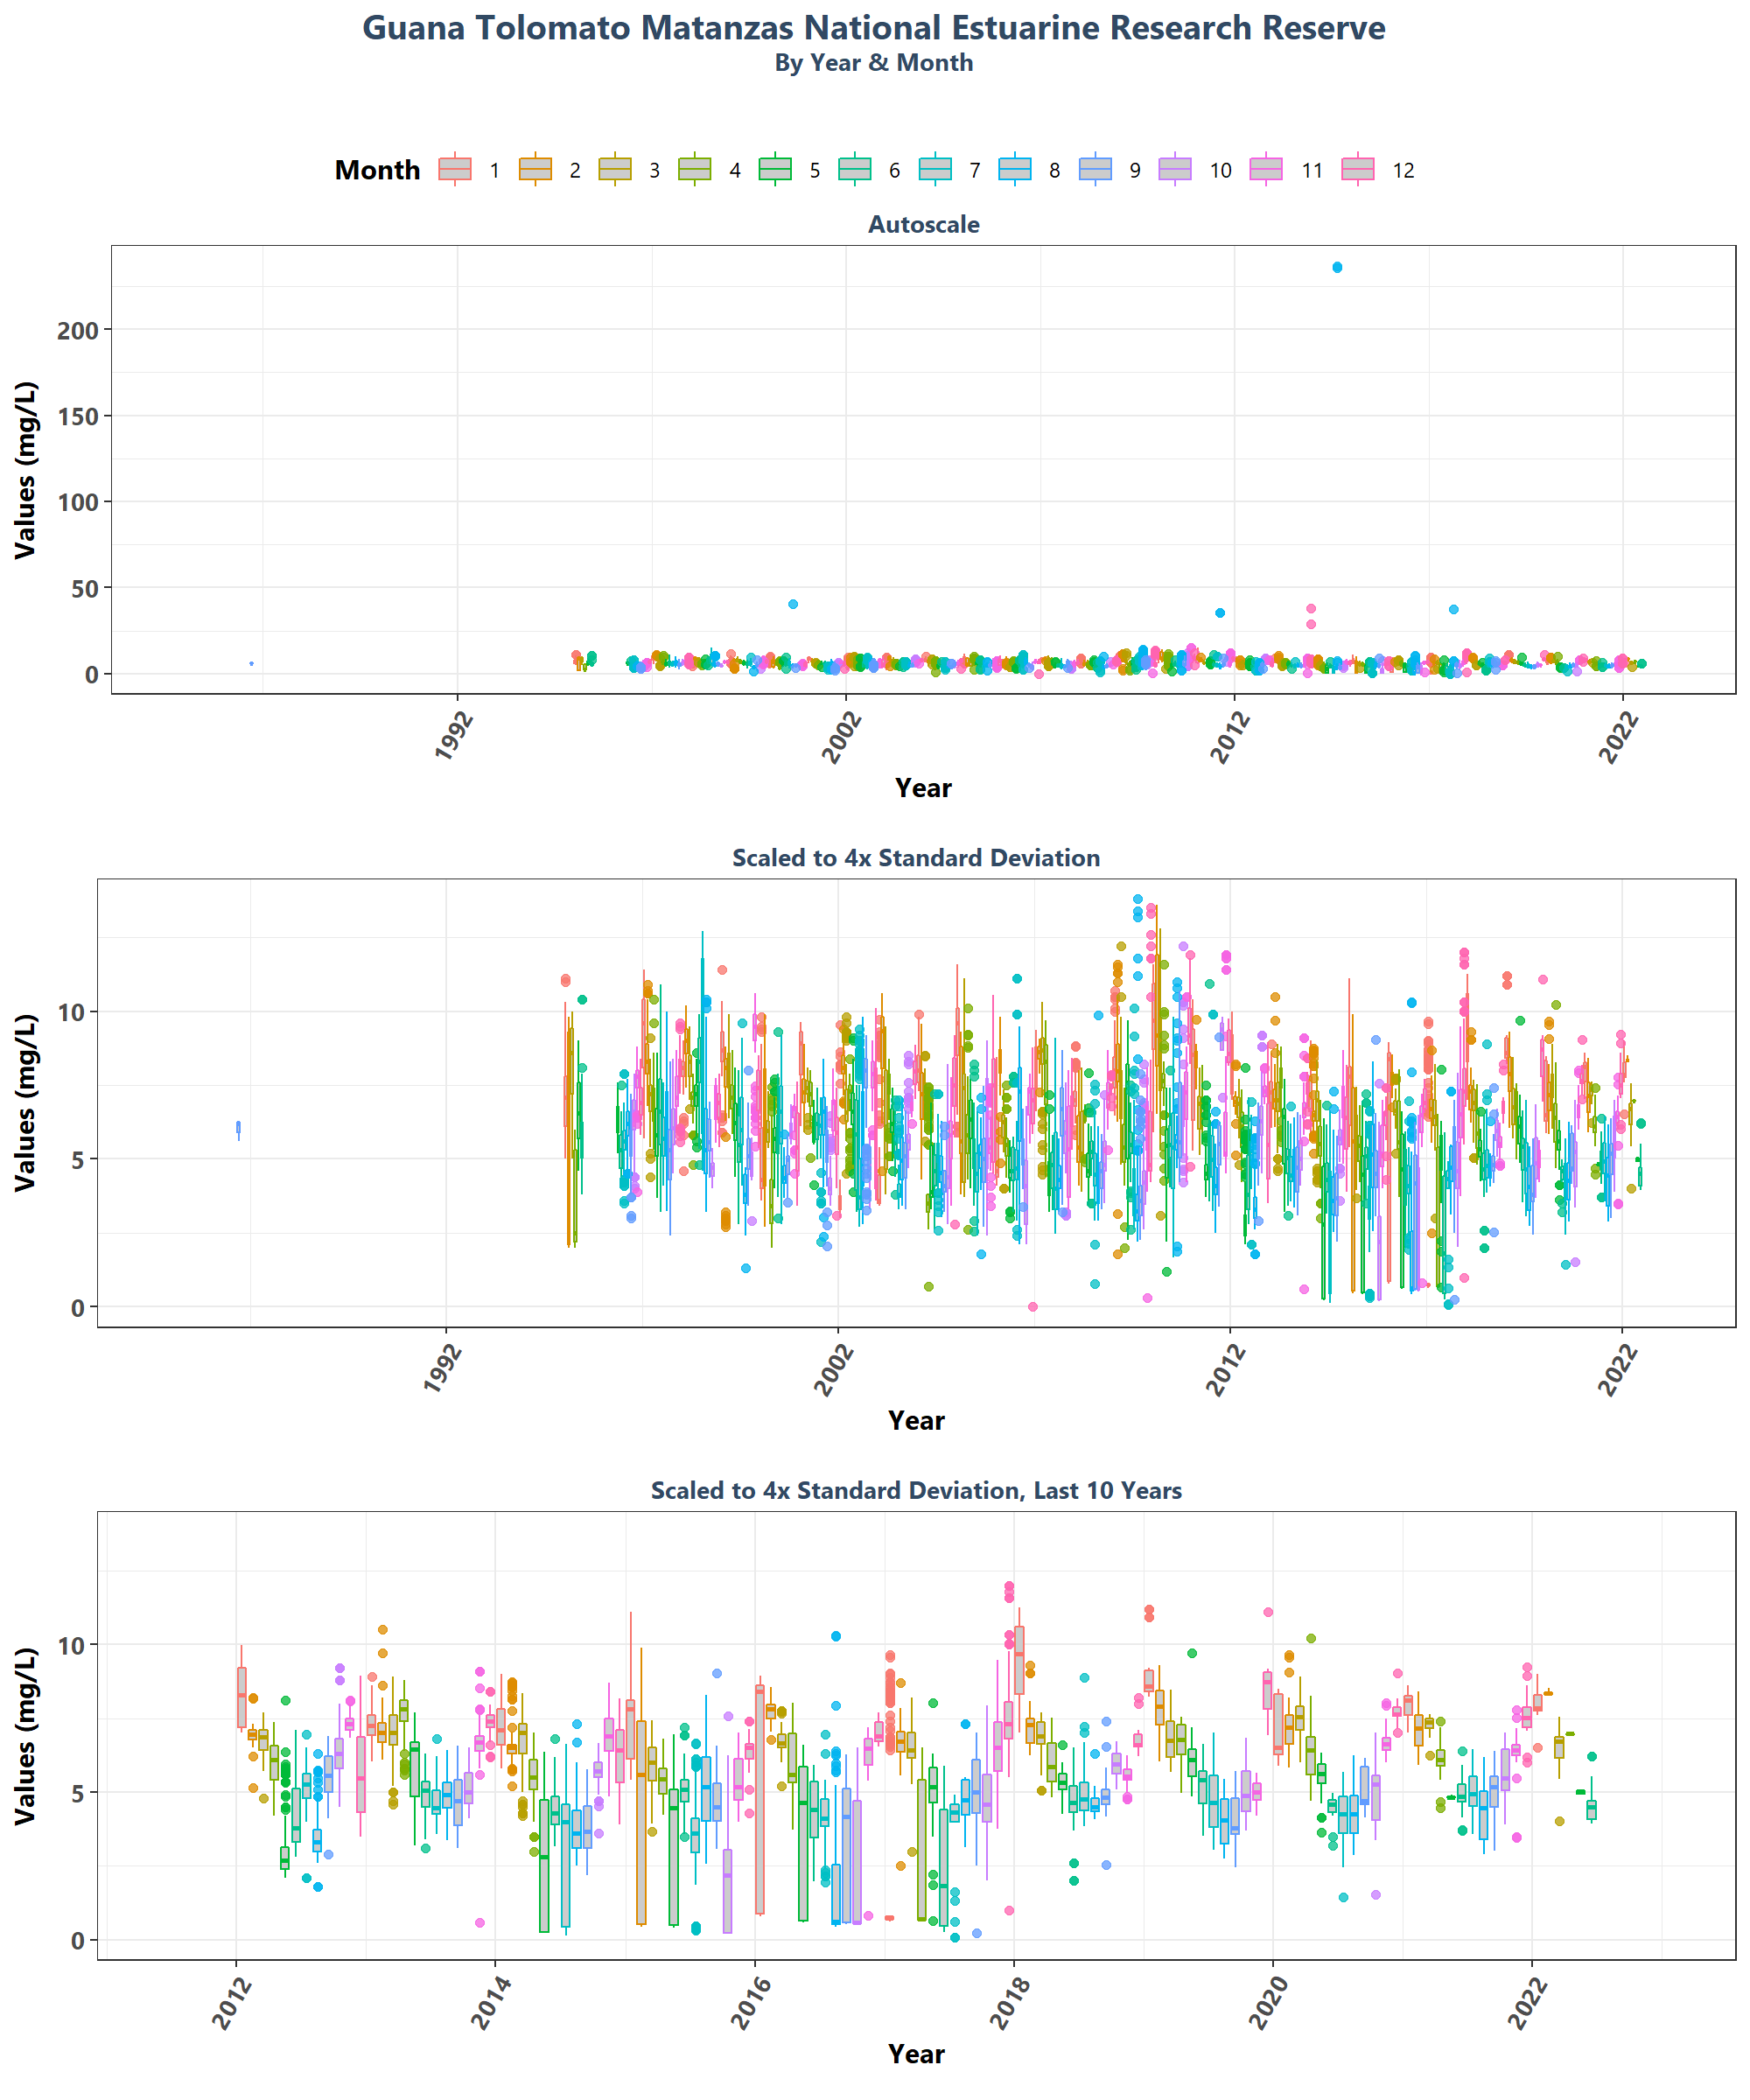 Guana Tolomato Matanzas National Estuarine Research Reserve
By Year & Month
Month 1 2 3 4 5 6 7 8 9 10 11 12
Autoscale
Values (mg/L)
200
150
100
50
0
1992 2002 2012 2022
Year
Scaled to 4x Standard Deviation
Values (mg/L)
10
5
0
1992 2002 2012 2022
Year
Scaled to 4x Standard Deviation, Last 10 Years
Values (mg/L)
10
5
0
2012 2014 2016 2018 2020 2022
Year